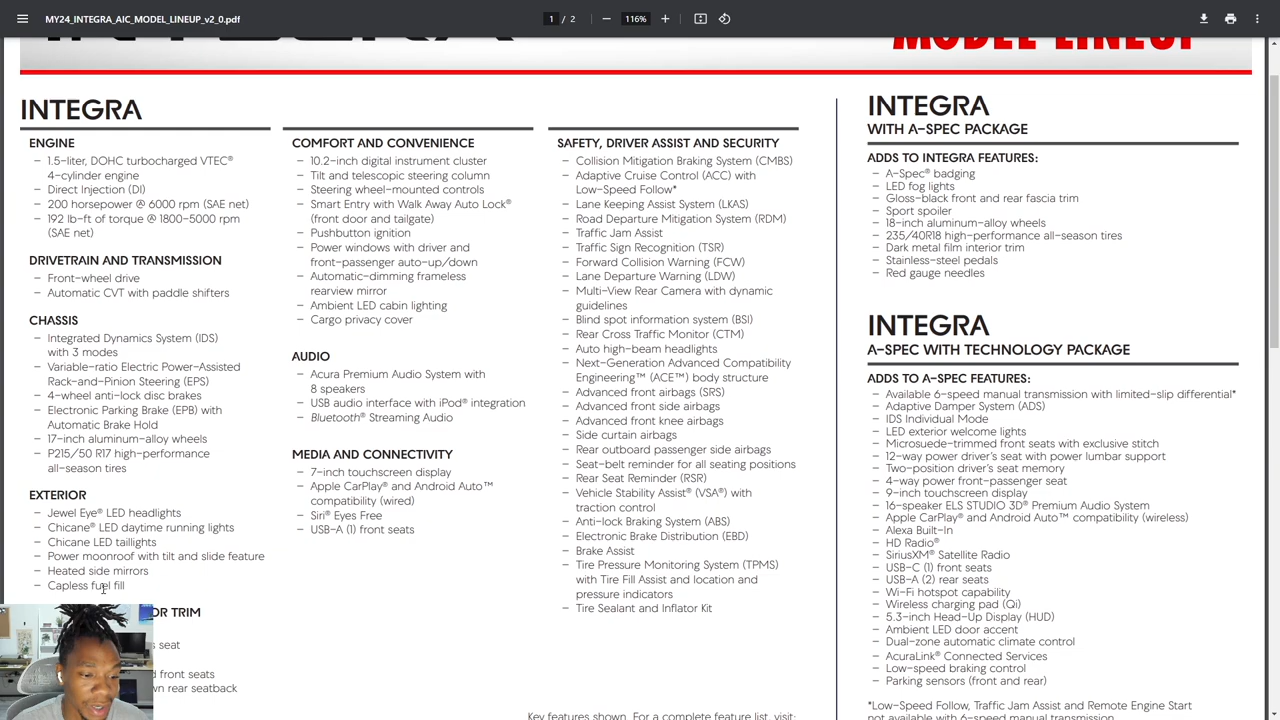 MY24_INTEGRA_AIC_MODEL_LINEUP_v2_0.pdf
1 / 2
116%
MODEL LINEUP
INTEGRA
ENGINE
– 1.5-liter, DOHC turbocharged VTEC®
4-cylinder engine
– Direct Injection (DI)
– 200 horsepower @ 6000 rpm (SAE net)
– 192 lb-ft of torque @ 1800-5000 rpm
(SAE net)
DRIVETRAIN AND TRANSMISSION
– Front-wheel drive
– Automatic CVT with paddle shifters
CHASSIS
– Integrated Dynamics System (IDS)
with 3 modes
– Variable-ratio Electric Power-Assisted
Rack-and-Pinion Steering (EPS)
– 4-wheel anti-lock disc brakes
– Electronic Parking Brake (EPB) with
Automatic Brake Hold
– 17-inch aluminum-alloy wheels
– P215/50 R17 high-performance
all-season tires
EXTERIOR
– Jewel Eye® LED headlights
– Chicane® LED daytime running lights
– Chicane LED taillights
– Power moonroof with tilt and slide feature
– Heated side mirrors
– Capless fuel fill
OR TRIM
s seat
d front seats
wn rear seatback
COMFORT AND CONVENIENCE
– 10.2-inch digital instrument cluster
– Tilt and telescopic steering column
– Steering wheel-mounted controls
– Smrt Entry with Walk Away Auto Lock®
(front door and tailgate)
– Pushbutton ignition
– Power windows with driver and
front-passenger auto-up/down
– Automatic-dimming frameless
rearview mirror
– Ambient LED cabin lighting
– Cargo privacy cover
AUDIO
– Acura Premium Audio System with
8 speakers
– USB audio interface with iPod® integration
– Bluetooth® Streaming Audio
MEDIA AND CONNECTIVITY
– 7-inch touchscreen display
– Apple CarPlay® and Android Auto™
compatibility (wired)
– Siri® Eyes Free
– USB-A (1) front seats
SAFETY, DRIVER ASSIST AND SECURITY
– Collision Mitigation Braking System (CMBS)
– Adaptive Cruise Control (ACC) with
Low-Speed Follow*
– Lane Keeping Assist System (LKAS)
– Road Departure Mitigation System (RDM)
– Traffic Jam Assist
– Traffic Sign Recognition (TSR)
– Forward Collision Warning (FCW)
– Lane Departure Warning (LDW)
– Multi-View Rear Camera with dynamic
guidelines
– Blind spot information system (BSI)
– Rear Cross Traffic Monitor (CTM)
– Auto high-beam headlights
– Next-Generation Advanced Compatibility
Engineering™ (ACE™) body structure
– Advanced front airbags (SRS)
– Advanced front side airbags
– Advanced front knee airbags
– Side curtain airbags
– Rear outboard passenger side airbags
– Seat-belt reminder for all seating positions
– Rear Seat Reminder (RSR)
– Vehicle Stability Assist® (VSA®) with
traction control
– Anti-lock Braking System (ABS)
– Electronic Brake Distribution (EBD)
– Brake Assist
– Tire Pressure Monitoring System (TPMS)
with Tire Fill Assist and location and
pressure indicators
– Tire Sealant and Inflator Kit
Key features shown. For a complete feature list, visit:
INTEGRA
WITH A-SPEC PACKAGE
ADDS TO INTEGRA FEATURES:
– A-Spec® badging
– LED fog lights
– Gloss-black front and rear fascia trim
– Sport spoiler
– 18-inch aluminum-alloy wheels
– 235/40R18 high-performance all-season tires
– Dark metal film interior trim
– Stainless-steel pedals
– Red gauge needles
INTEGRA
A-SPEC WITH TECHNOLOGY PACKAGE
ADDS TO A-SPEC FEATURES:
– Available 6-speed manual transmission with limited-slip differential*
– Adaptive Damper System (ADS)
– IDS Individual Mode
– LED exterior welcome lights
– Microsuede-trimmed front seats with exclusive stitch
– 12-way power driver's seat with power lumbar support
– Two-position driver's seat memory
– 4-way power front-passenger seat
– 9-inch touchscreen display
– 16-speaker ELS STUDIO 3D® Premium Audio System
– Apple CarPlay® and Android Auto™ compatibility (wireless)
– Alexa Built-In
– HD Radio®
– SiriusXM® Satellite Radio
– USB-C (1) front seats
– USB-A (2) rear seats
– Wi-Fi hotspot capability
– Wireless charging pad (Qi)
– 5.3-inch Head-Up Display (HUD)
– Ambient LED door accent
– Dual-zone automatic climate control
– AcuraLink® Connected Services
– Low-speed braking control
– Parking sensors (front and rear)
*Low-Speed Follow, Traffic Jam Assist and Remote Engine Start
not available with 6-speed manual transmission.